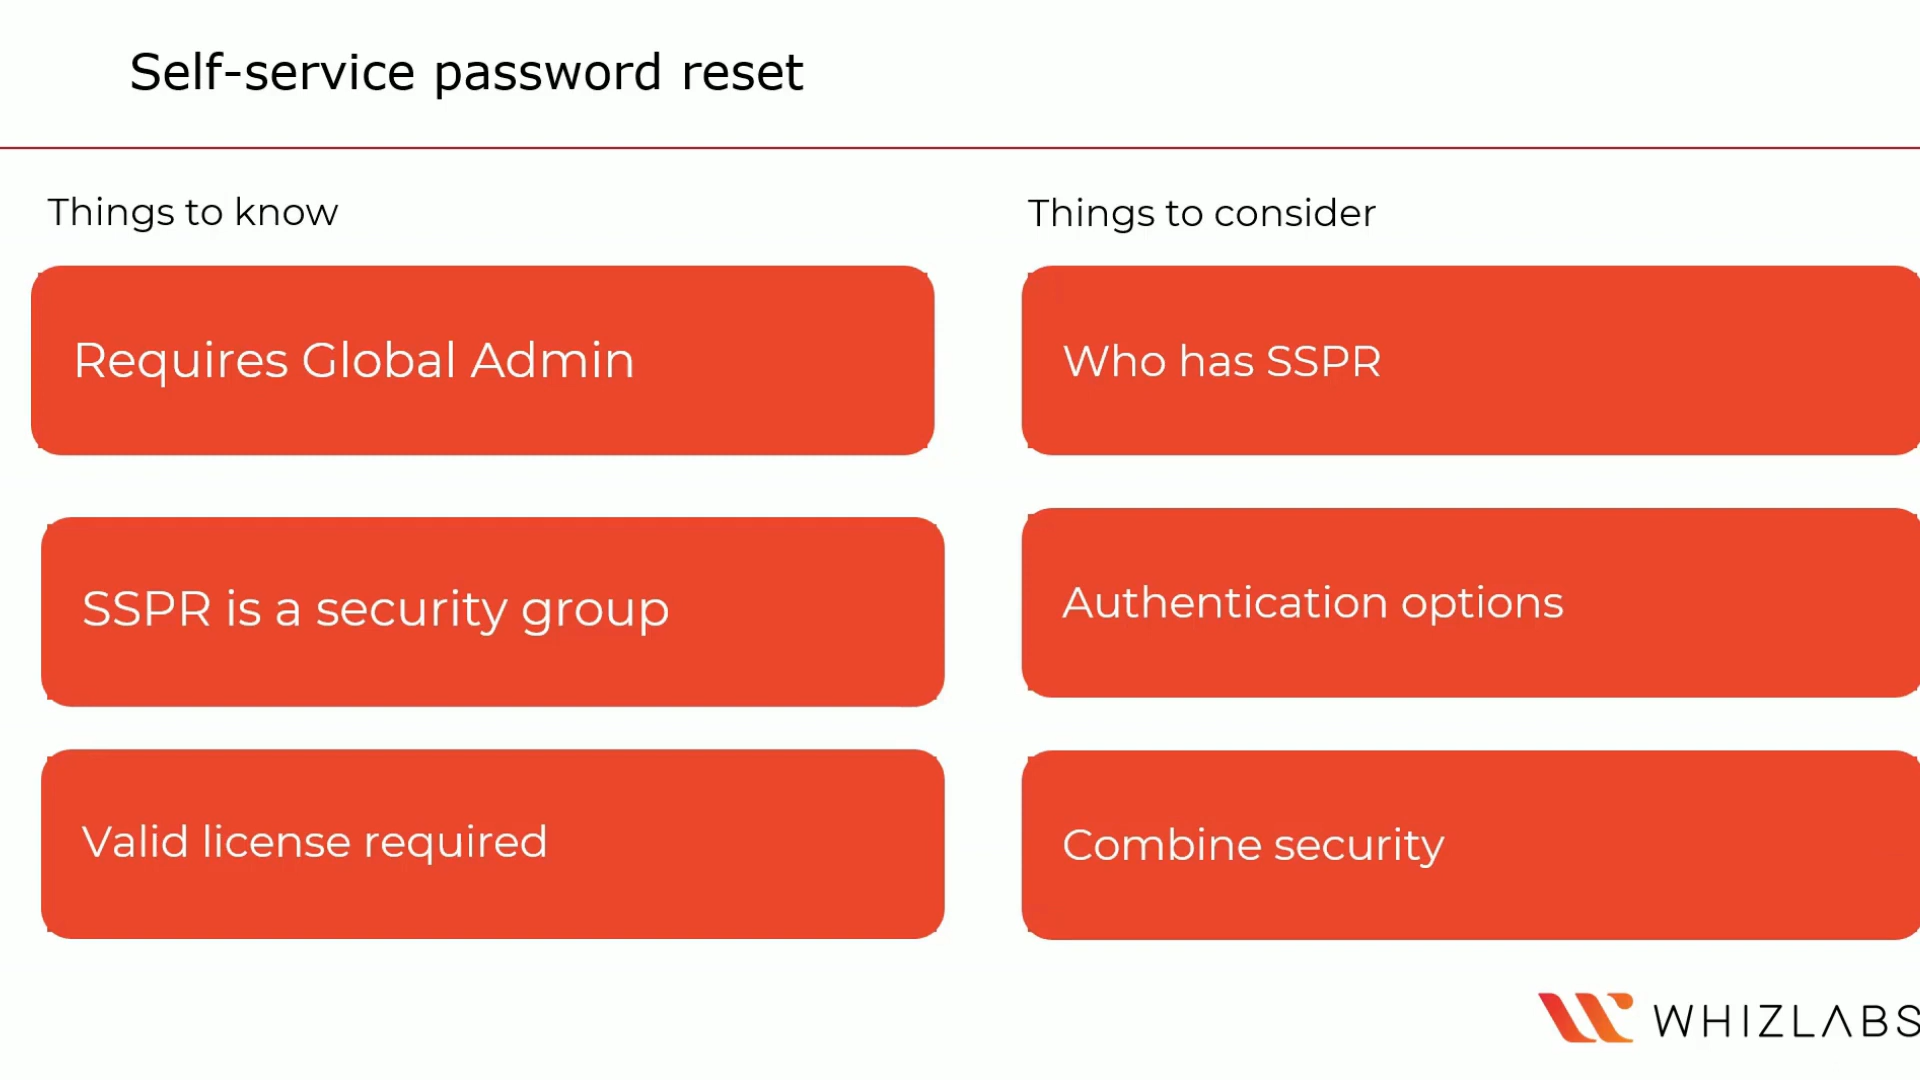 Self-service password reset
Things to know
Requires Global Admin
SSPR is a security group
Valid license required
Things to consider
Who has SSPR
Authentication options
Combine security
WHIZLABS